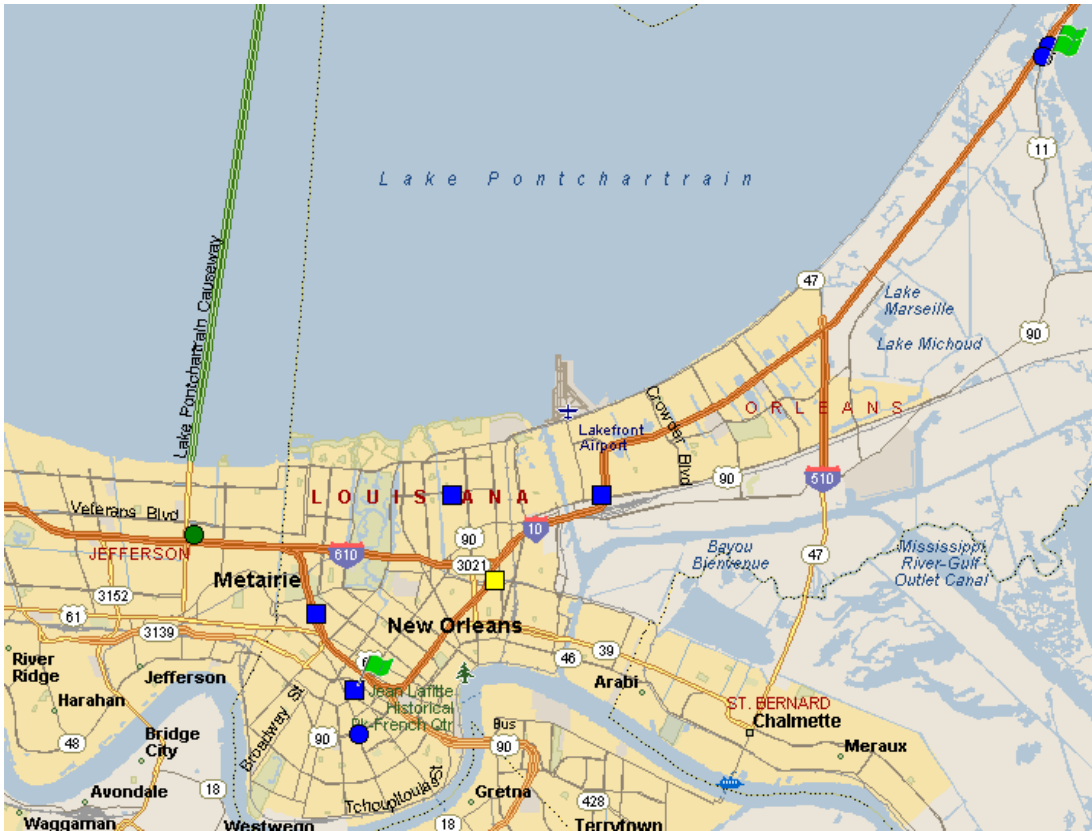 11
Lake Pontchartrain
Lake Pontchartrain Causeway
47
Lake
Marseille
90
Lake Michoud
Crowder Blvd
ORLEANS
Lakefront
Airport
90
510
LOUISIANA
Veterans Blvd
10
90
JEFFERSON
610
3021
Bayou
Bienvenue
47
Mississippi
River-Gulf
Outlet Canal
Metairie
3152
61
3139
New Orleans
River
Ridge
Jefferson
46
39
Arabi
Harahan
Jean Lafitte
Historical
Pk-French Qtr
ST. BERNARD
Chalmette
Broadway St
Bus
90
90
48
Bridge
City
Meraux
Avondale
18
Tchoupitoulas St
Gretna
428
Waggaman
Westwego
18
Terrytown